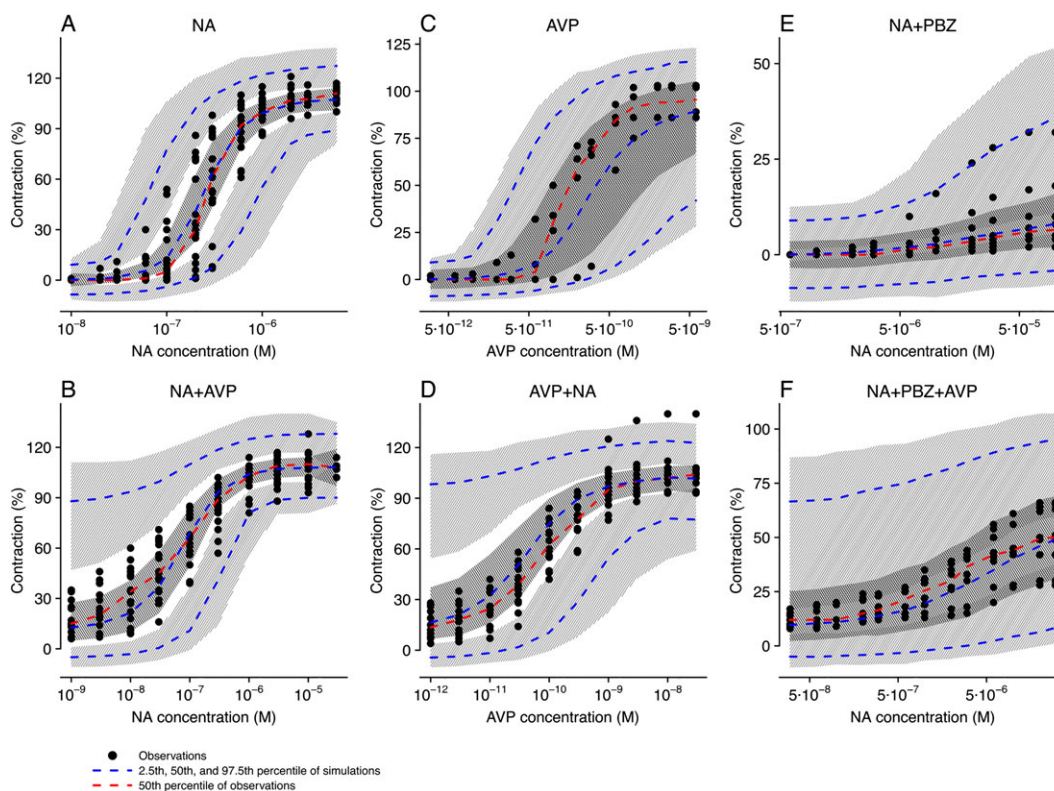 A NA
120
90
60
30
0
Contraction (%)
10⁻⁸ 10⁻⁷ 10⁻⁶
NA concentration (M)
C AVP
125
100
75
50
25
0
Contraction (%)
5·10⁻¹² 5·10⁻¹¹ 5·10⁻¹⁰ 5·10⁻⁹
AVP concentration (M)
E NA+PBZ
50
25
0
Contraction (%)
5·10⁻⁷ 5·10⁻⁶ 5·10⁻⁵
NA concentration (M)
B NA+AVP
120
90
60
30
0
Contraction (%)
10⁻⁹ 10⁻⁸ 10⁻⁷ 10⁻⁶ 10⁻⁵
NA concentration (M)
D AVP+NA
120
90
60
30
0
Contraction (%)
10⁻¹² 10⁻¹¹ 10⁻¹⁰ 10⁻⁹ 10⁻⁸
AVP concentration (M)
F NA+PBZ+AVP
100
75
50
25
0
Contraction (%)
5·10⁻⁸ 5·10⁻⁷ 5·10⁻⁶
NA concentration (M)
Observations
2.5th, 50th, and 97.5th percentile of simulations
50th percentile of observations